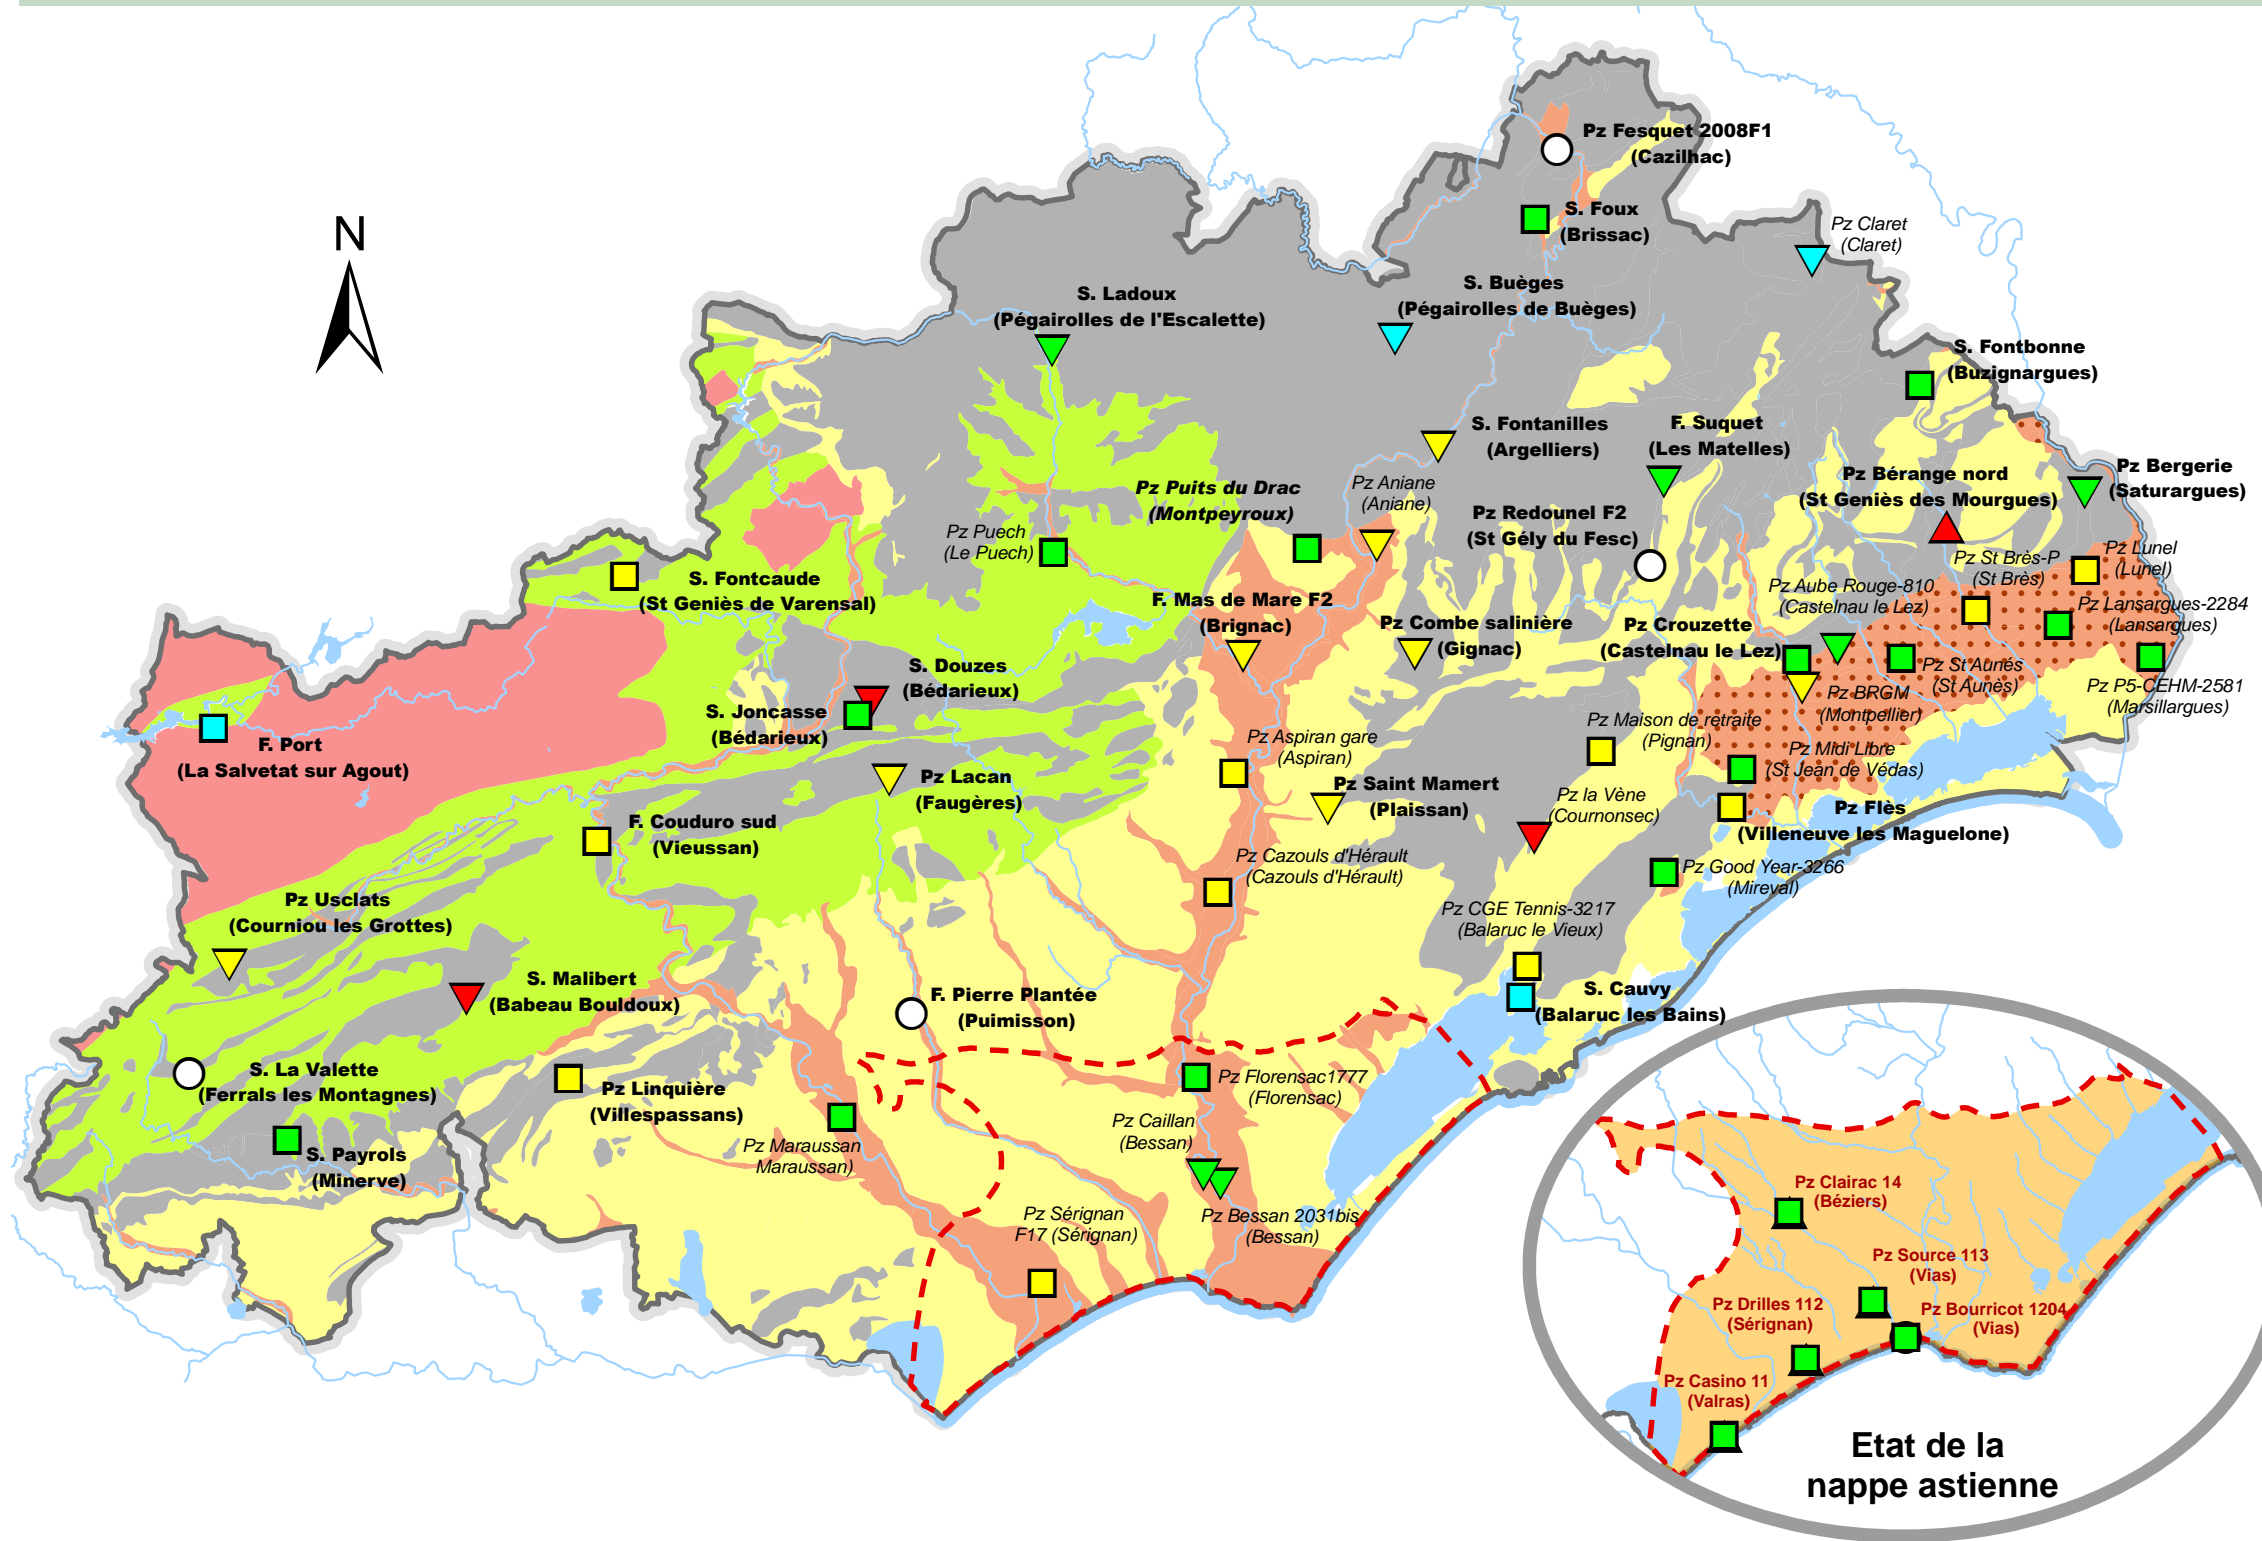 N
Pz Fesquet 2008F1
(Cazilhac)
S. Foux
(Brissac)
Pz Claret
(Claret)
S. Ladoux
(Pégairolles de l'Escalette)
S. Buèges
(Pégairolles de Buèges)
S. Fontbonne
(Buzignargues)
S. Fontanilles
(Argelliers)
F. Suquet
(Les Matelles)
Pz Bérange nord
(St Geniès des Mourgues)
Pz Bergerie
(Saturargues)
Pz Puits du Drac
(Montpeyroux)
Pz Aniane
(Aniane)
Pz Redounel F2
(St Gély du Fesc)
Pz Puech
(Le Puech)
Pz St Brès-P
(St Brès)
Pz Lunel
(Lunel)
S. Fontcaude
(St Geniès de Varensal)
F. Mas de Mare F2
(Brignac)
Pz Aube Rouge-810
(Castelnau le Lez)
Pz Lansargues-2284
(Lansargues)
Pz Combe salinière
(Gignac)
Pz Crouzette
(Castelnau le Lez)
S. Douzes
(Bédarieux)
Pz St Aunés
(St Aunès)
Pz P5-CEHM-2581
(Marsillargues)
S. Joncasse
(Bédarieux)
Pz BRGM
(Montpellier)
F. Port
(La Salvetat sur Agout)
Pz Maison de retraite
(Pignan)
Pz Aspiran gare
(Aspiran)
Pz Midi Libre
(St Jean de Védas)
Pz Lacan
(Faugères)
Pz Saint Mamert
(Plaissan)
Pz la Vène
(Cournonsec)
Pz Flès
(Villeneuve les Maguelone)
F. Couduro sud
(Vieussan)
Pz Cazouls d'Hérault
(Cazouls d'Hérault)
Pz Good Year-3266
(Mireval)
Pz Usclats
(Courniou les Grottes)
Pz CGE Tennis-3217
(Balaruc le Vieux)
S. Malibert
(Babeau Bouldoux)
F. Pierre Plantée
(Puimisson)
S. Cauvy
(Balaruc les Bains)
S. La Valette
(Ferrals les Montagnes)
Pz Linquière
(Villespassans)
Pz Florensac1777
(Florensac)
Pz Caillan
(Bessan)
S. Payrols
(Minerve)
Pz Maraussan
Maraussan)
Pz Sérignan
F17 (Sérignan)
Pz Bessan 2031bis
(Bessan)
Pz Clairac 14
(Béziers)
Pz Source 113
(Vias)
Pz Drilles 112
(Sérignan)
Pz Bourricot 1204
(Vias)
Pz Casino 11
(Valras)
Etat de la
nappe astienne